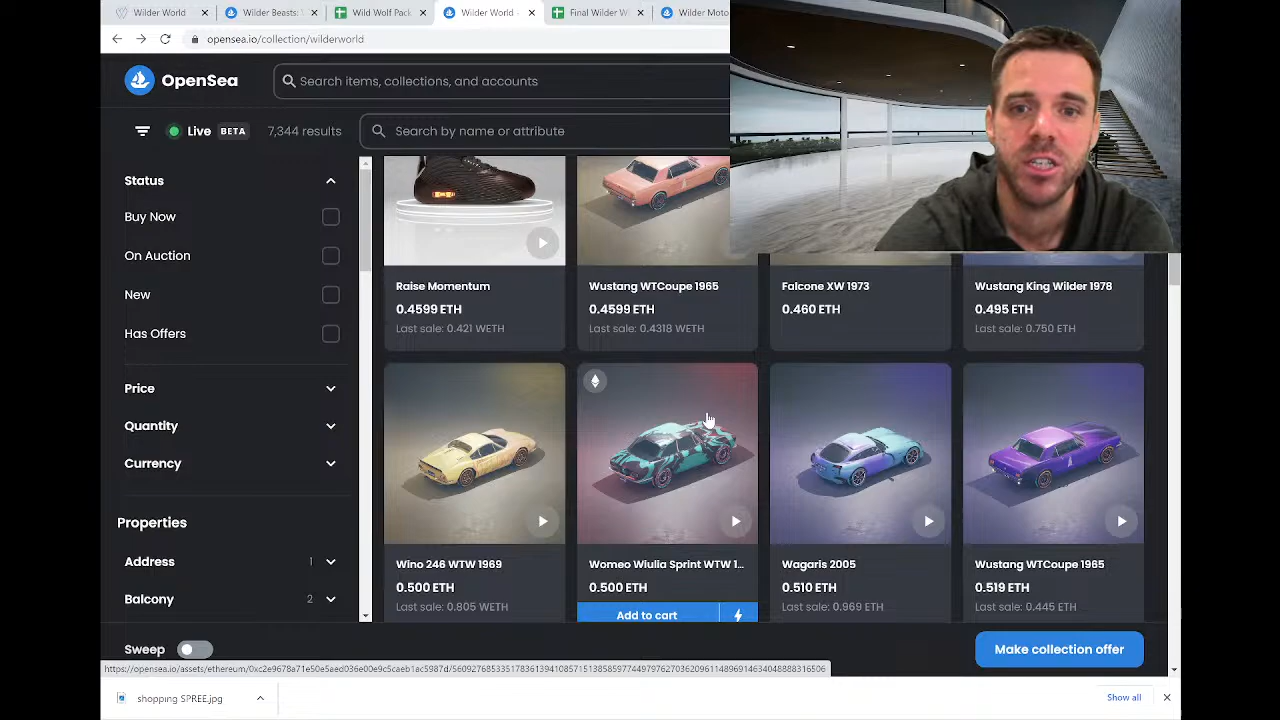 Wilder World
Wilder Beasts:
Wild Wolf Pack
Wilder World
Final Wilder W
Wilder Moto
opensea.io/collection/wilderworld
OpenSea
Search items, collections, and accounts
Live BETA 7,344 results
Search by name or attribute
Status
Buy Now
On Auction
New
Has Offers
Price
Quantity
Currency
Properties
Address 1
Balcony 2
Raise Momentum
0.4599 ETH
Last sale: 0.421 WETH
Wustang WTCoupe 1965
0.4599 ETH
Last sale: 0.4318 WETH
Falcone XW 1973
0.460 ETH
Wustang King Wilder 1978
0.495 ETH
Last sale: 0.750 ETH
Wino 246 WTW 1969
0.500 ETH
Last sale: 0.805 WETH
Womeo Wiulia Sprint WTW 1...
0.500 ETH
Add to cart
Wagaris 2005
0.510 ETH
Last sale: 0.969 ETH
Wustang WTCoupe 1965
0.519 ETH
Last sale: 0.445 ETH
Sweep
Make collection offer
shopping SPREE.jpg
Show all